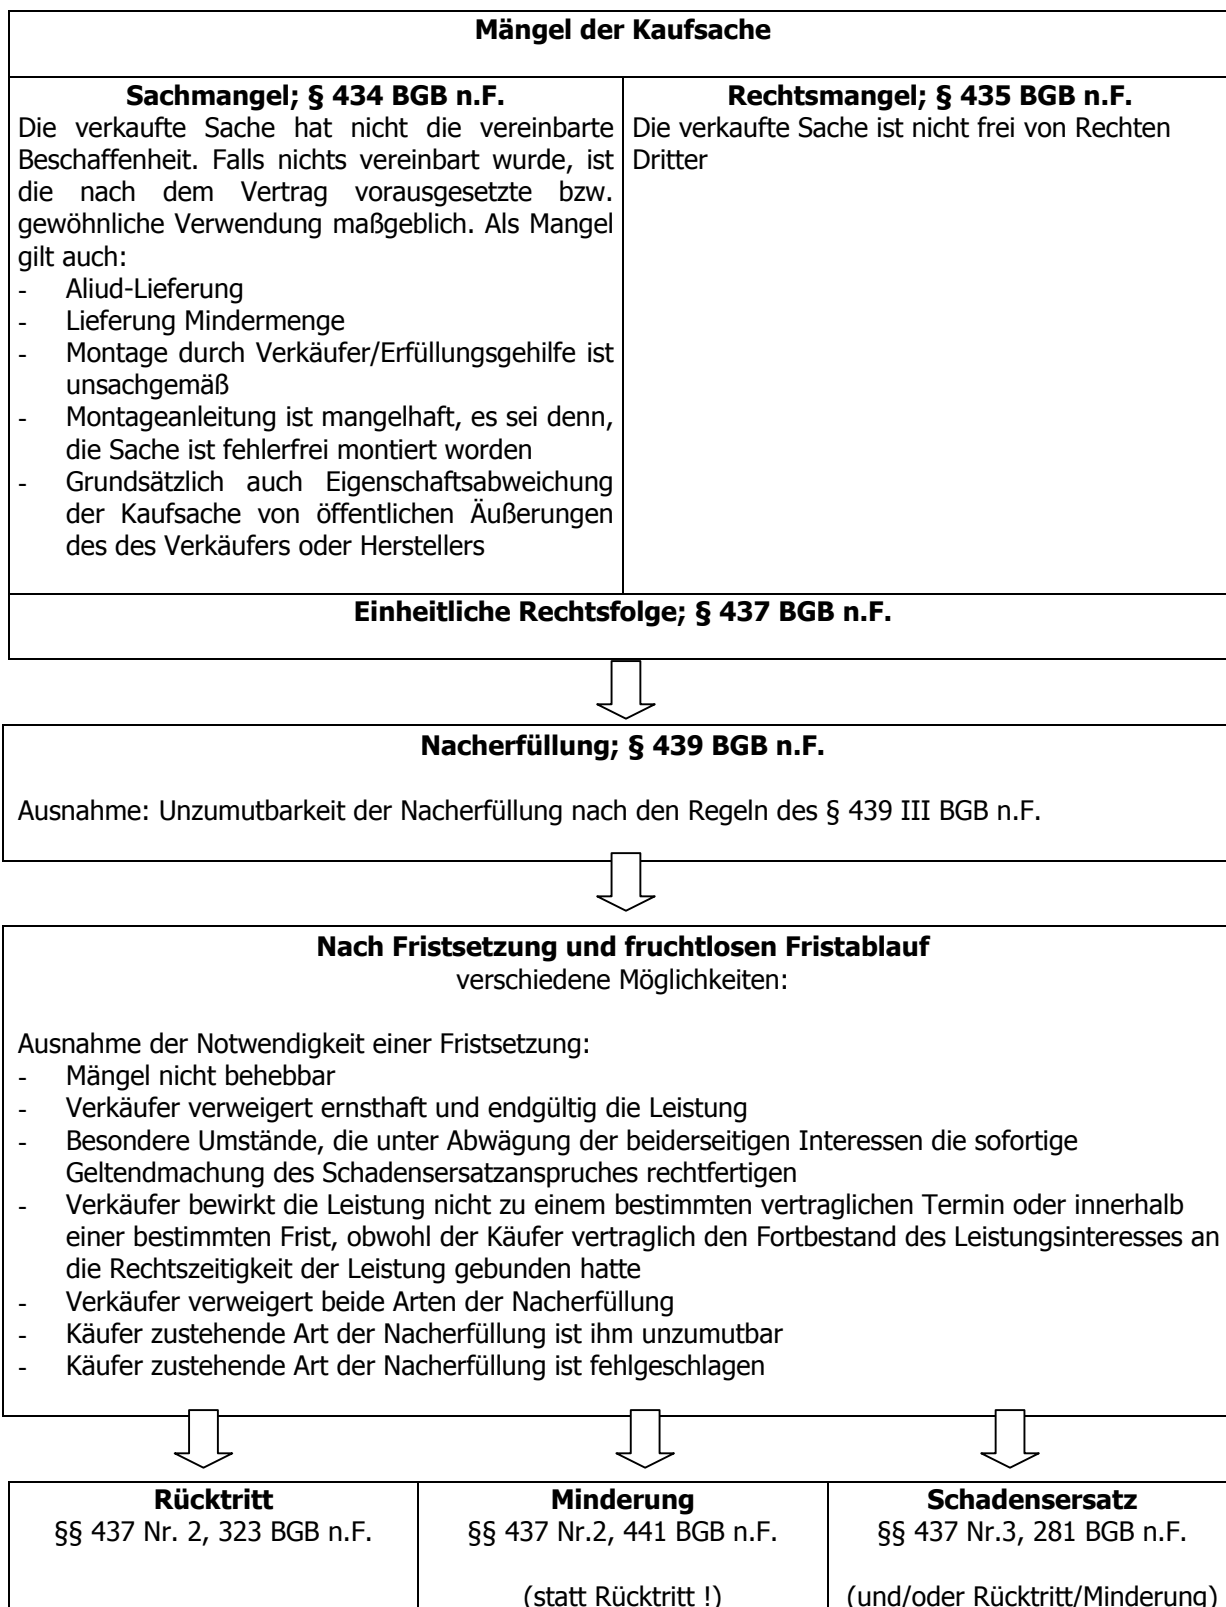 Mängel der Kaufsache
Sachmangel; § 434 BGB n.F.
Die verkaufte Sache hat nicht die vereinbarte
Beschaffenheit. Falls nichts vereinbart wurde, ist
die nach dem Vertrag vorausgesetzte bzw.
gewöhnliche Verwendung maßgeblich. Als Mangel
gilt auch:
- Aliud-Lieferung
- Lieferung Mindermenge
- Montage durch Verkäufer/Erfüllungsgehilfe ist
unsachgemäß
- Montageanleitung ist mangelhaft, es sei denn,
die Sache ist fehlerfrei montiert worden
- Grundsätzlich auch Eigenschaftsabweichung
der Kaufsache von öffentlichen Äußerungen
des des Verkäufers oder Herstellers
Rechtsmangel; § 435 BGB n.F.
Die verkaufte Sache ist nicht frei von Rechten
Dritter
Einheitliche Rechtsfolge; § 437 BGB n.F.
Nacherfüllung; § 439 BGB n.F.
Ausnahme: Unzumutbarkeit der Nacherfüllung nach den Regeln des § 439 III BGB n.F.
Nach Fristsetzung und fruchtlosen Fristablauf
verschiedene Möglichkeiten:
Ausnahme der Notwendigkeit einer Fristsetzung:
- Mängel nicht behebbar
- Verkäufer verweigert ernsthaft und endgültig die Leistung
- Besondere Umstände, die unter Abwägung der beiderseitigen Interessen die sofortige
Geltendmachung des Schadensersatzanspruches rechtfertigen
- Verkäufer bewirkt die Leistung nicht zu einem bestimmten vertraglichen Termin oder innerhalb
einer bestimmten Frist, obwohl der Käufer vertraglich den Fortbestand des Leistungsinteresses an
die Rechtszeitigkeit der Leistung gebunden hatte
- Verkäufer verweigert beide Arten der Nacherfüllung
- Käufer zustehende Art der Nacherfüllung ist ihm unzumutbar
- Käufer zustehende Art der Nacherfüllung ist fehlgeschlagen
Rücktritt
§§ 437 Nr. 2, 323 BGB n.F.
Minderung
§§ 437 Nr.2, 441 BGB n.F.
(statt Rücktritt !)
Schadensersatz
§§ 437 Nr.3, 281 BGB n.F.
(und/oder Rücktritt/Minderung)